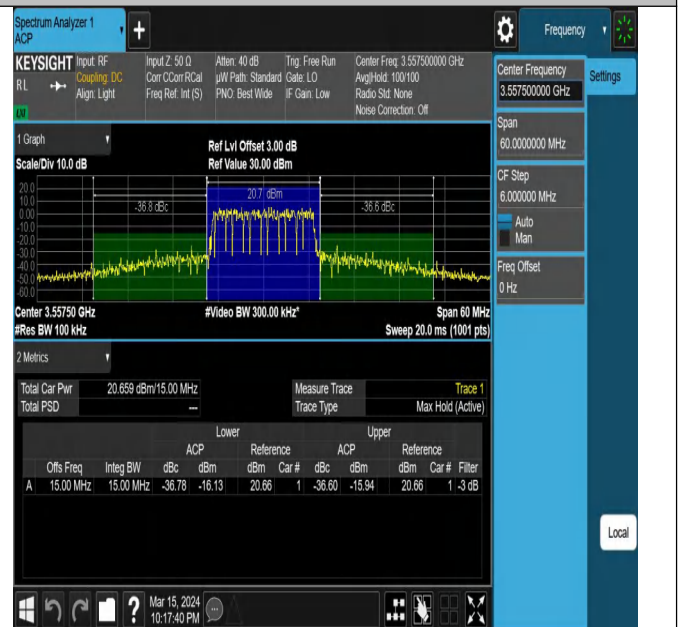 Spectrum Analyzer 1
ACP
+
Frequency
KEYSIGHT Input: RF Input Z: 50 Ω Atten: 40 dB Trig: Free Run Center Freq: 3.557500000 GHz
RL Coupling: DC Corr CCorr RCal µW Path: Standard Gate: LO Avg|Hold: 100/100
Align: Light Freq Ref: Int (S) PNO: Best Wide IF Gain: Low Radio Std: None
Noise Correction: Off
LXI
Center Frequency
3.557500000 GHz
Settings
Span
60.0000000 MHz
CF Step
6.000000 MHz
Auto
Man
Freq Offset
0 Hz
Local
1 Graph
Scale/Div 10.0 dB
Ref Lvl Offset 3.00 dB
Ref Value 30.00 dBm
20.0
10.0
0.00
-10.0
-20.0
-30.0
-40.0
-50.0
-60.0
-36.8 dBc
20.7 dBm
-36.6 dBc
Center 3.55750 GHz #Video BW 300.00 kHz* Span 60 MHz
#Res BW 100 kHz Sweep 20.0 ms (1001 pts)
2 Metrics
Total Car Pwr 20.659 dBm/15.00 MHz Measure Trace Trace 1
Total PSD --- Trace Type Max Hold (Active)
Lower Upper
ACP Reference ACP Reference
Offs Freq Integ BW dBc dBm dBm Car # dBc dBm dBm Car # Filter
A 15.00 MHz 15.00 MHz -36.78 -16.13 20.66 1 -36.60 -15.94 20.66 1 -3 dB
? Mar 15, 2024
10:17:40 PM